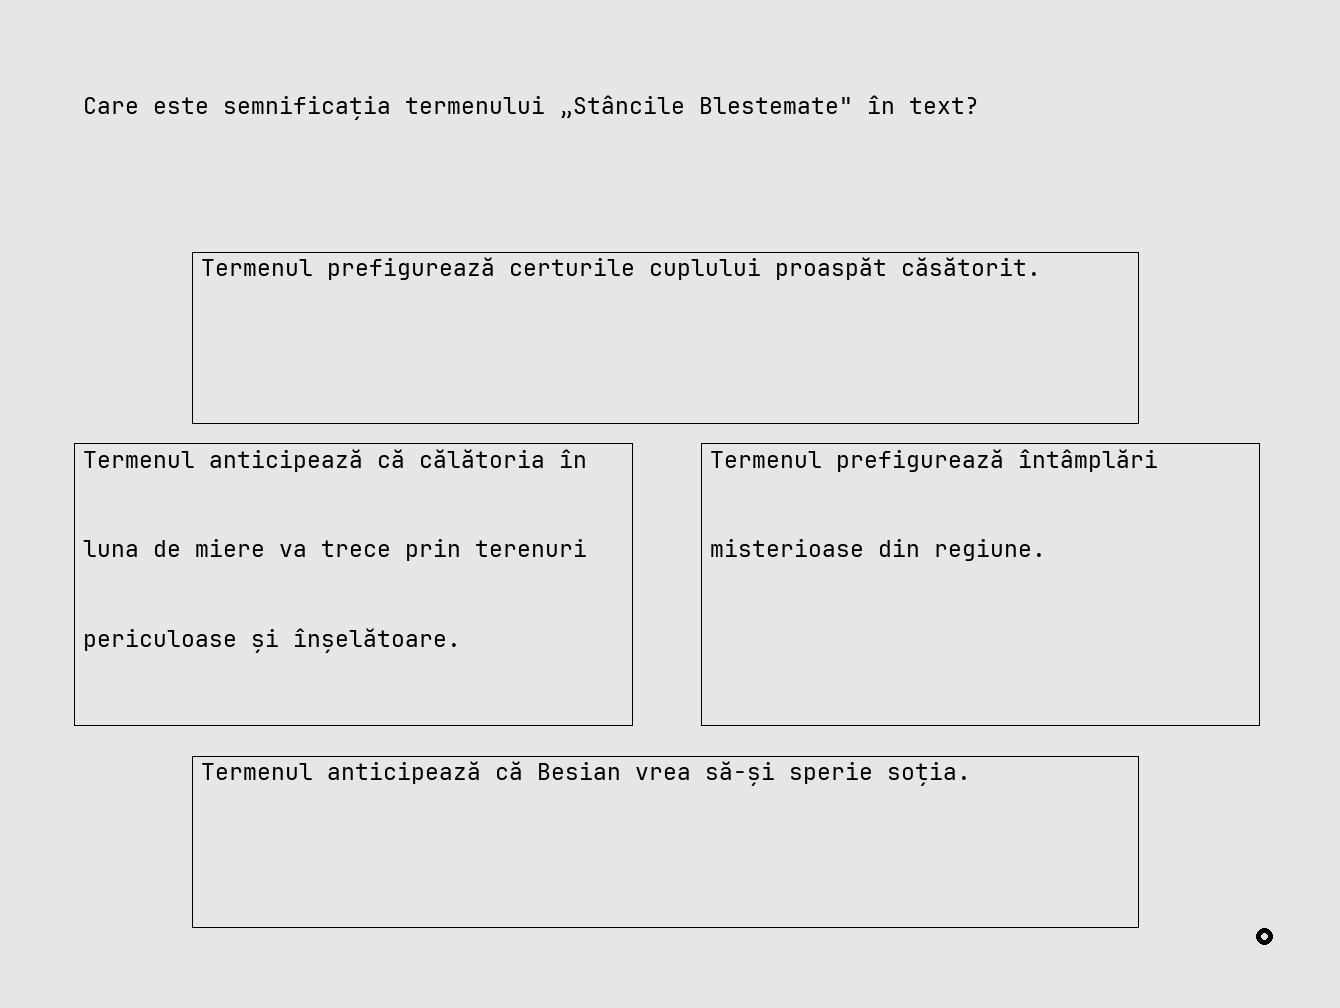 Care este semnificația termenului „Stâncile Blestemate" în text?
Termenul prefigurează certurile cuplului proaspăt căsătorit.
Termenul anticipează că călătoria în
luna de miere va trece prin terenuri
periculoase și înșelătoare.
Termenul prefigurează întâmplări
misterioase din regiune.
Termenul anticipează că Besian vrea să-și sperie soția.